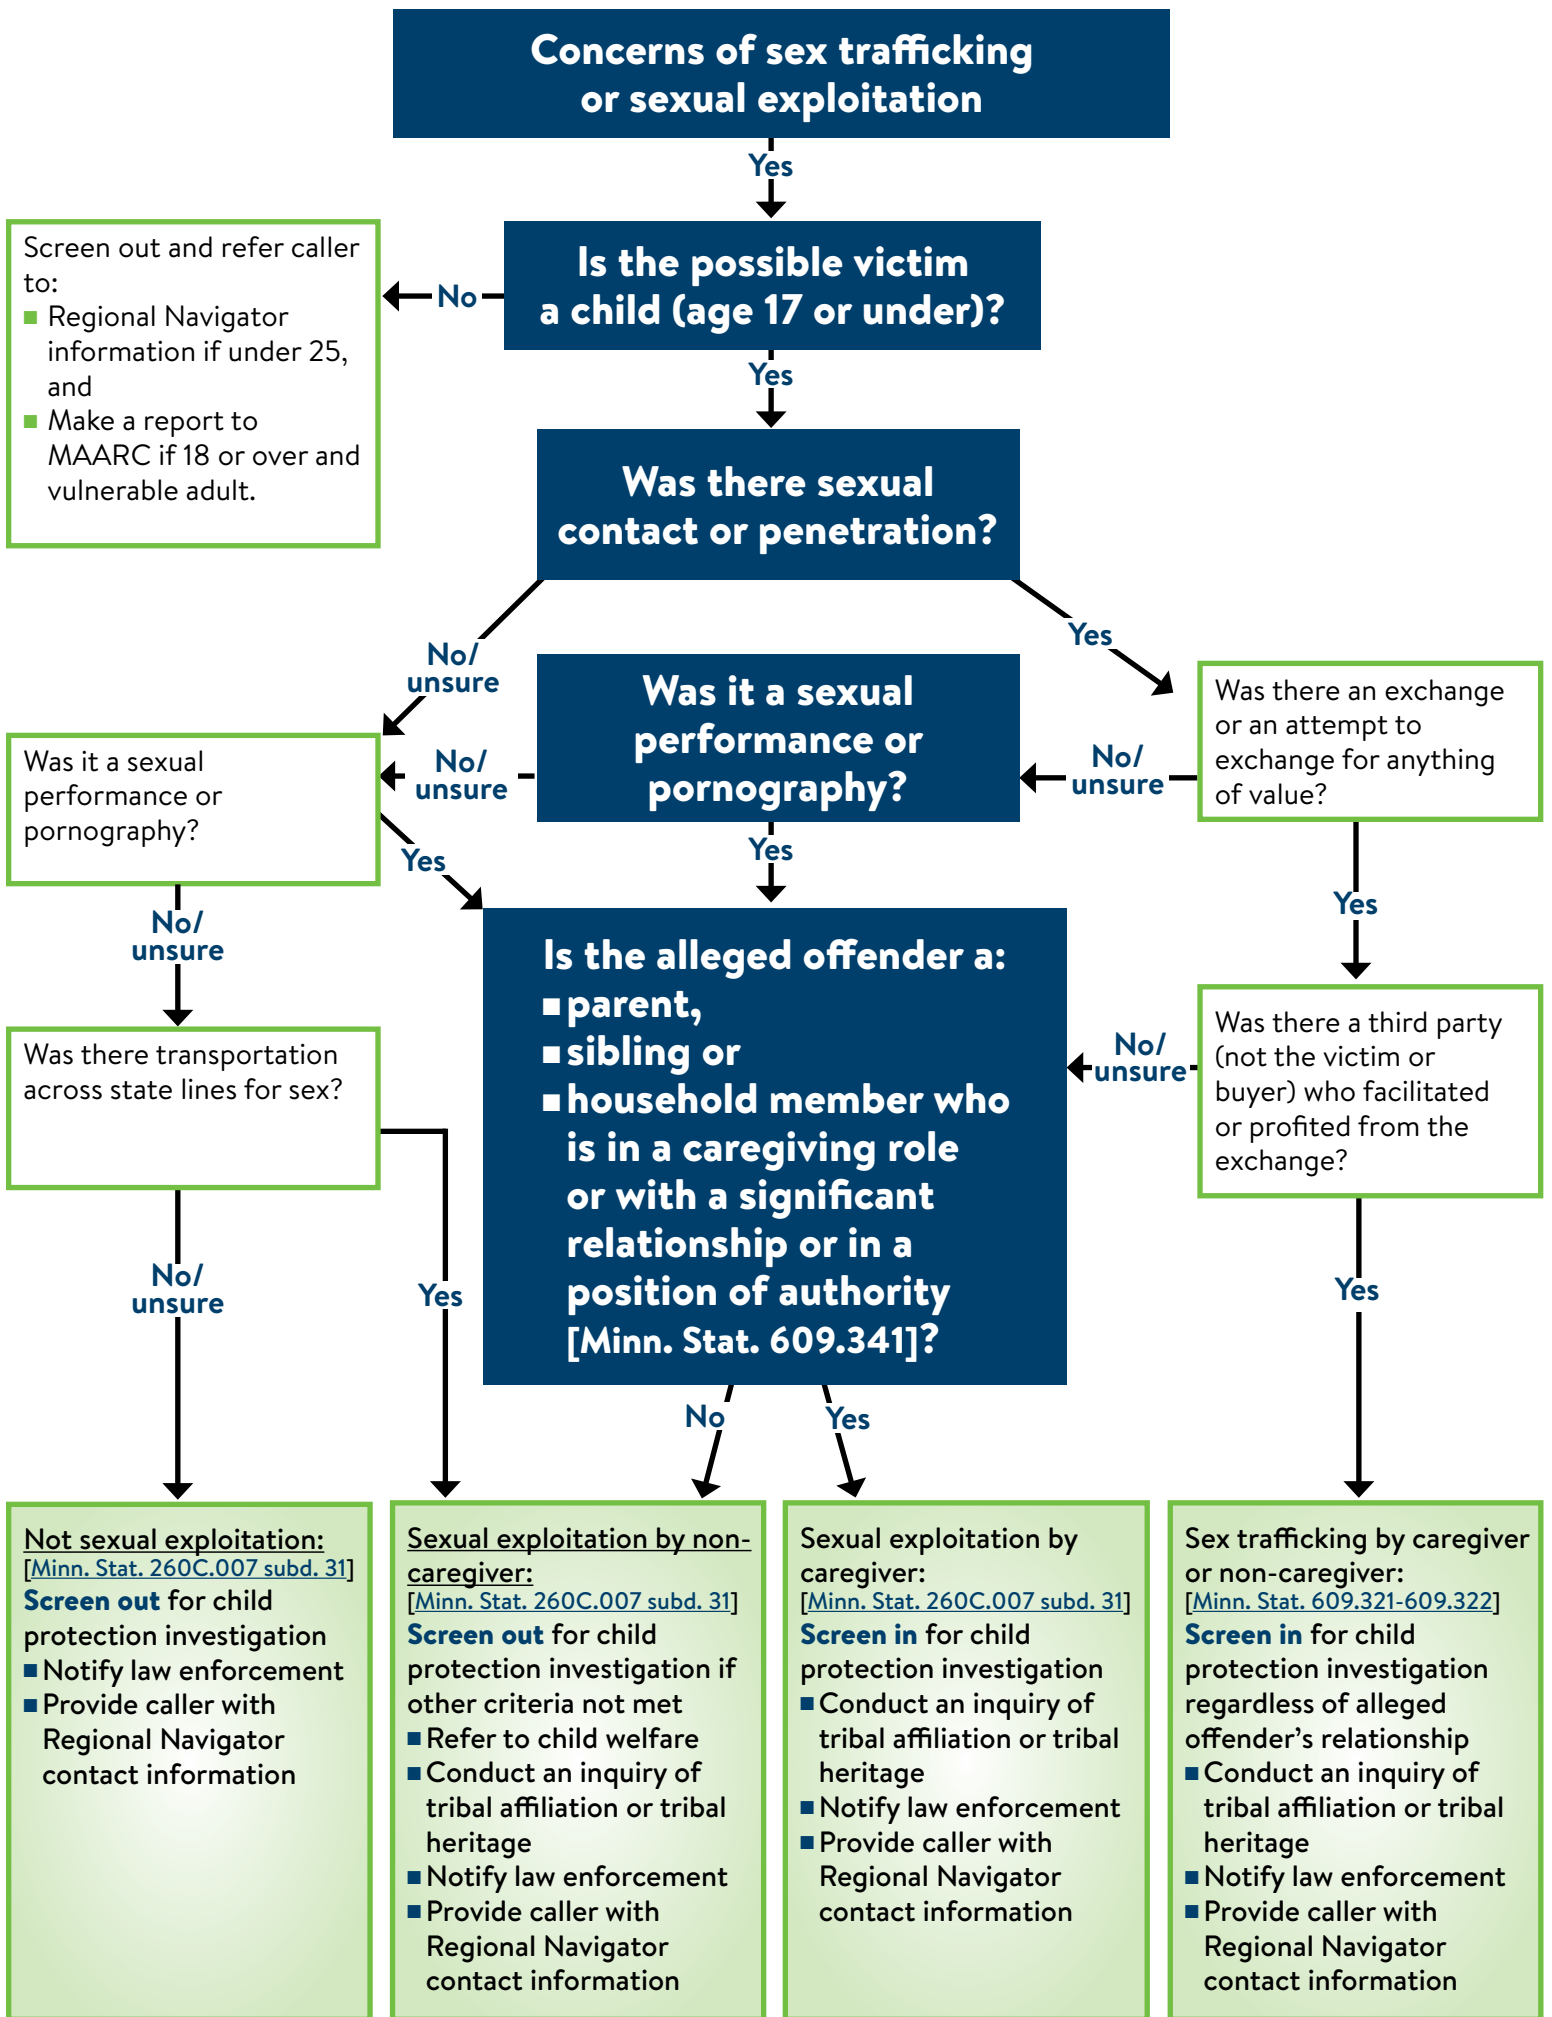 Concerns of sex trafficking
or sexual exploitation
Yes
Screen out and refer caller
to:
■ Regional Navigator
information if under 25,
and
■ Make a report to
MAARC if 18 or over and
vulnerable adult.
No
Is the possible victim
a child (age 17 or under)?
Yes
Was there sexual
contact or penetration?
No/
unsure
Yes
Was it a sexual
performance or
pornography?
No/
unsure
Was it a sexual
performance or
pornography?
No/
unsure
Was there an exchange
or an attempt to
exchange for anything
of value?
Yes
Yes
Yes
No/
unsure
Was there transportation
across state lines for sex?
Is the alleged offender a:
■ parent,
■ sibling or
■ household member who
is in a caregiving role
or with a significant
relationship or in a
position of authority
[Minn. Stat. 609.341]?
No/
unsure
Was there a third party
(not the victim or
buyer) who facilitated
or profited from the
exchange?
No/
unsure
Yes
Yes
No
Yes
Not sexual exploitation:
[Minn. Stat. 260C.007 subd. 31]
Screen out for child
protection investigation
■ Notify law enforcement
■ Provide caller with
Regional Navigator
contact information
Sexual exploitation by non-
caregiver:
[Minn. Stat. 260C.007 subd. 31]
Screen out for child
protection investigation if
other criteria not met
■ Refer to child welfare
■ Conduct an inquiry of
tribal affiliation or tribal
heritage
■ Notify law enforcement
■ Provide caller with
Regional Navigator
contact information
Sexual exploitation by
caregiver:
[Minn. Stat. 260C.007 subd. 31]
Screen in for child
protection investigation
■ Conduct an inquiry of
tribal affiliation or tribal
heritage
■ Notify law enforcement
■ Provide caller with
Regional Navigator
contact information
Sex trafficking by caregiver
or non-caregiver:
[Minn. Stat. 609.321-609.322]
Screen in for child
protection investigation
regardless of alleged
offender’s relationship
■ Conduct an inquiry of
tribal affiliation or tribal
heritage
■ Notify law enforcement
■ Provide caller with
Regional Navigator
contact information